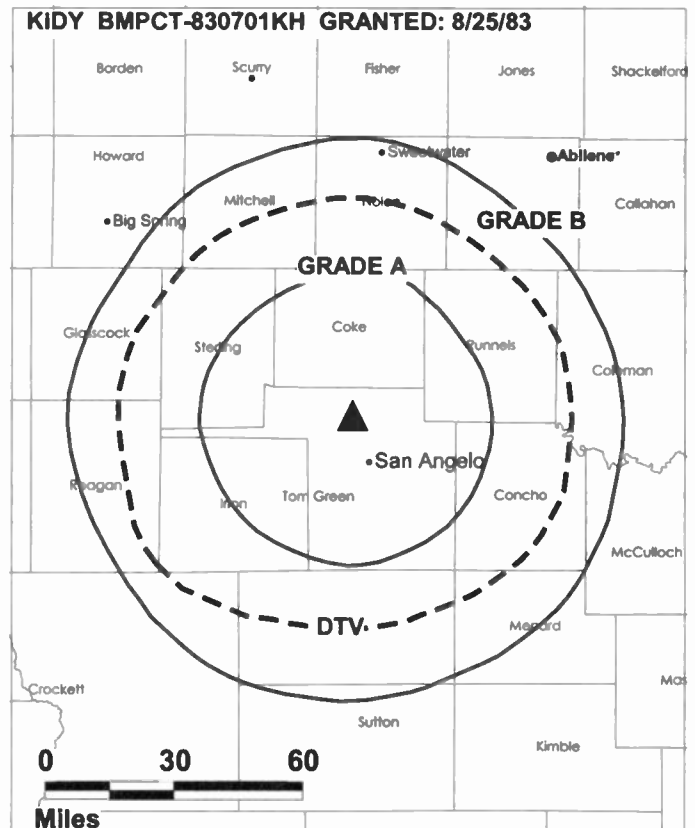 KiDY BMPCT-830701KH GRANTED: 8/25/83
Borden Scurry Fisher Jones Shackelford
Howard Sweetwater Abilene
Big Spring Mitchell Nolan Callahan
GRADE B
GRADE A
Glasscock Sterling Coke Runnels
Coleman
San Angelo
Reagan Irion Tom Green Concho
McCulloch
DTV
Menard
Crockett Mas
Sutton
Kimble
0 30 60
Miles